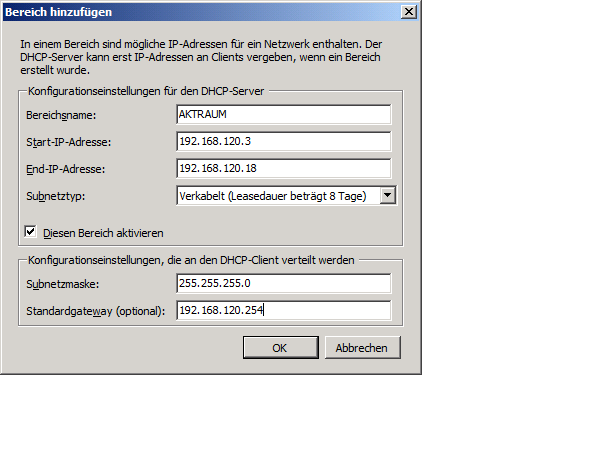 Bereich hinzufügen
In einem Bereich sind mögliche IP-Adressen für ein Netzwerk enthalten. Der
DHCP-Server kann erst IP-Adressen an Clients vergeben, wenn ein Bereich
erstellt wurde.
Konfigurationseinstellungen für den DHCP-Server
Bereichsname: AKTRAUM
Start-IP-Adresse: 192.168.120.3
End-IP-Adresse: 192.168.120.18
Subnetztyp: Verkabelt (Leasedauer beträgt 8 Tage)
Diesen Bereich aktivieren
Konfigurationseinstellungen, die an den DHCP-Client verteilt werden
Subnetzmaske: 255.255.255.0
Standardgateway (optional): 192.168.120.254
OK Abbrechen